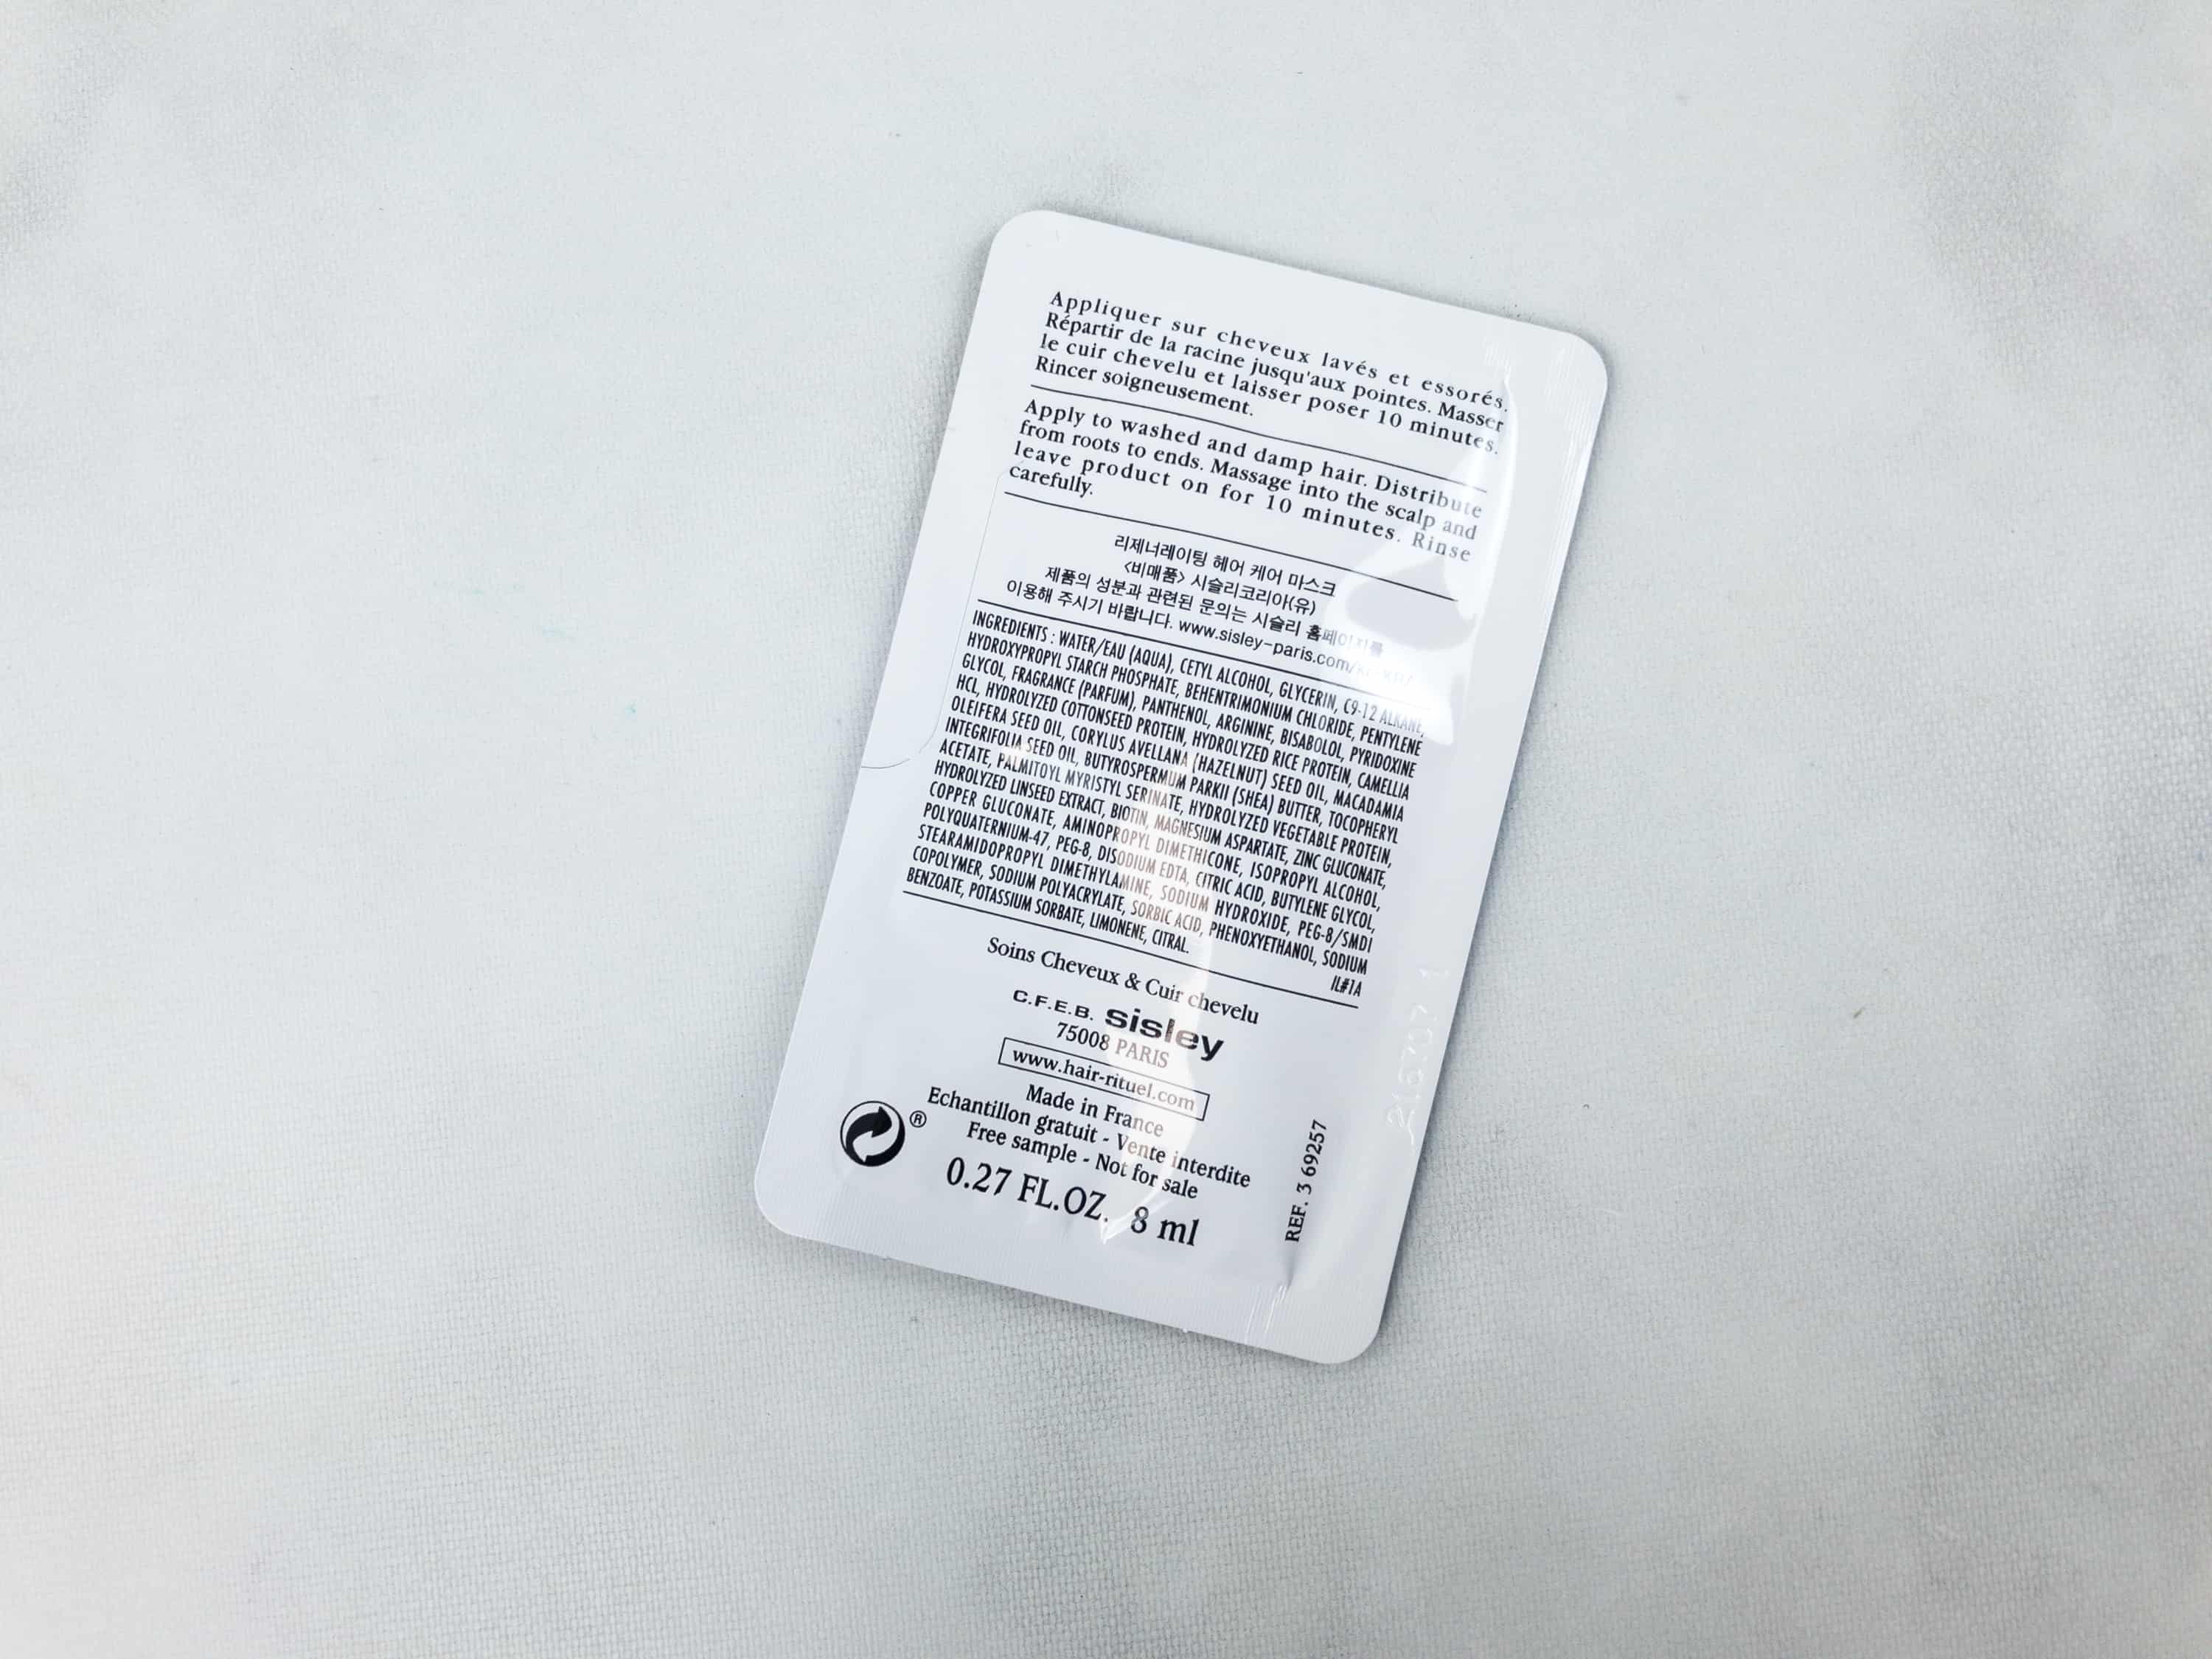 Appliquer sur cheveux lavés et essorés.
Répartir de la racine jusqu'aux pointes. Masser
le cuir chevelu et laisser poser 10 minutes.
Rincer soigneusement.
Apply to washed and damp hair. Distribute
from roots to ends. Massage into the scalp and
leave product on for 10 minutes. Rinse
carefully.
리제너레이팅 헤어 케어 마스크
<비매품> 시슬리코리아(유)
제품의 성분과 관련된 문의는 시슬리 홈페이지를
이용해 주시기 바랍니다. www.sisley-paris.com/
INGREDIENTS : WATER/EAU (AQUA), CETYL ALCOHOL, GLYCERIN, C9-12 ALKANE,
HYDROXYPROPYL STARCH PHOSPHATE, BEHENTRIMONIUM CHLORIDE, PENTYLENE
GLYCOL, FRAGRANCE (PARFUM), PANTHENOL, ARGININE, BISABOLOL, PYRIDOXINE
HCL, HYDROLYZED COTTONSEED PROTEIN, HYDROLYZED RICE PROTEIN, CAMELLIA
OLEIFERA SEED OIL, CORYLUS AVELLANA (HAZELNUT) SEED OIL, MACADAMIA
INTEGRIFOLIA SEED OIL, BUTYROSPERMUM PARKII (SHEA) BUTTER, TOCOPHERYL
ACETATE, PALMITOYL MYRISTYL SERINATE, HYDROLYZED VEGETABLE PROTEIN,
HYDROLYZED LINSEED EXTRACT, BIOTIN, MAGNESIUM ASPARTATE, ZINC GLUCONATE,
COPPER GLUCONATE, AMINOPROPYL DIMETHICONE, ISOPROPYL ALCOHOL,
POLYQUATERNIUM-47, PEG-8, DISODIUM EDTA, CITRIC ACID, BUTYLENE GLYCOL,
STEARAMIDOPROPYL DIMETHYLAMINE, SODIUM HYDROXIDE, PEG-8/SMDI
COPOLYMER, SODIUM POLYACRYLATE, SORBIC ACID, PHENOXYETHANOL, SODIUM
BENZOATE, POTASSIUM SORBATE, LIMONENE, CITRAL.
IL#1A
Soins Cheveux & Cuir chevelu
C.F.E.B. sisley
75008 PARIS
www.hair-rituel.com
Made in France
Echantillon gratuit - Vente interdite
Free sample - Not for sale
0.27 FL.OZ. 8 ml
®
REF. 3 69257